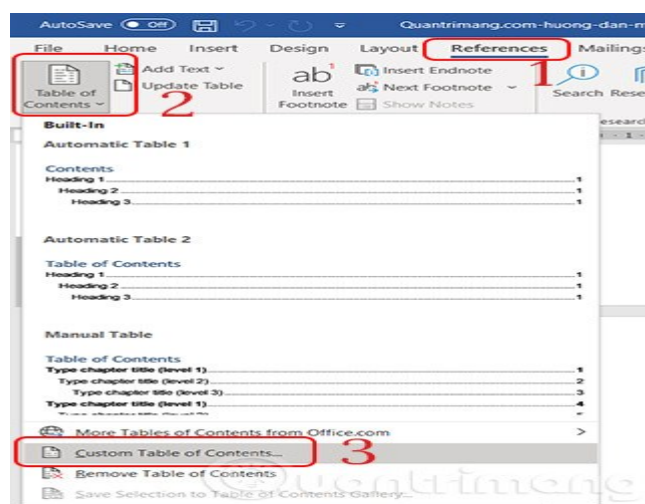 AutoSave Off Quantrimang.com-huong-dan-m
File Home Insert Design Layout References Mailings
1
Table of Contents
2
Add Text
Update Table
ab
Insert Footnote
Insert Endnote
Next Footnote
Show Notes
Search
Built-In
Automatic Table 1
Contents
Heading 1 1
Heading 2 1
Heading 3 1
Automatic Table 2
Table of Contents
Heading 1 1
Heading 2 1
Heading 3 1
Manual Table
Table of Contents
Type chapter title (level 1) 1
Type chapter title (level 2) 2
Type chapter title (level 3) 3
Type chapter title (level 1) 4
More Tables of Contents from Office.com
Custom Table of Contents...
3
Remove Table of Contents
Save Selection to Table of Contents Gallery...
Quantrimang